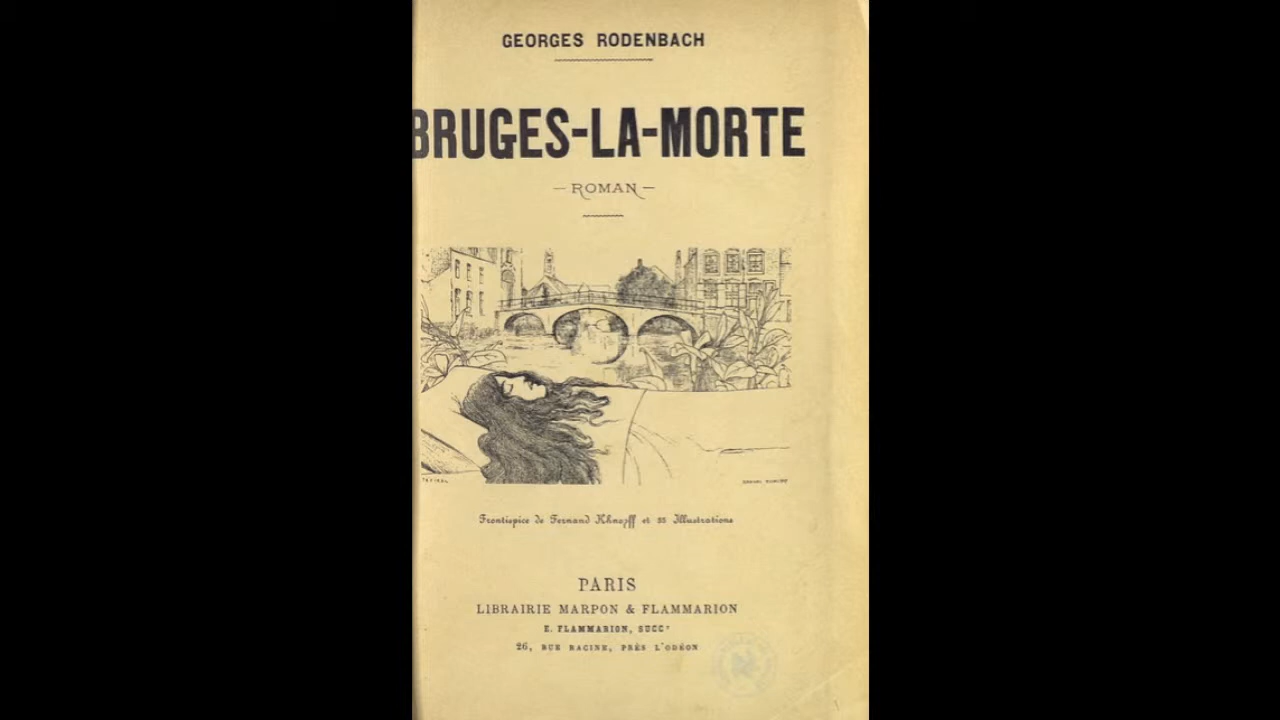 GEORGES RODENBACH
BRUGES-LA-MORTE
— ROMAN —
Frontispice de Fernand Khnopff et 35 Illustrations
PARIS
LIBRAIRIE MARPON & FLAMMARION
E. FLAMMARION, SUCCʳ
26, RUE RACINE, PRÈS L'ODÉON